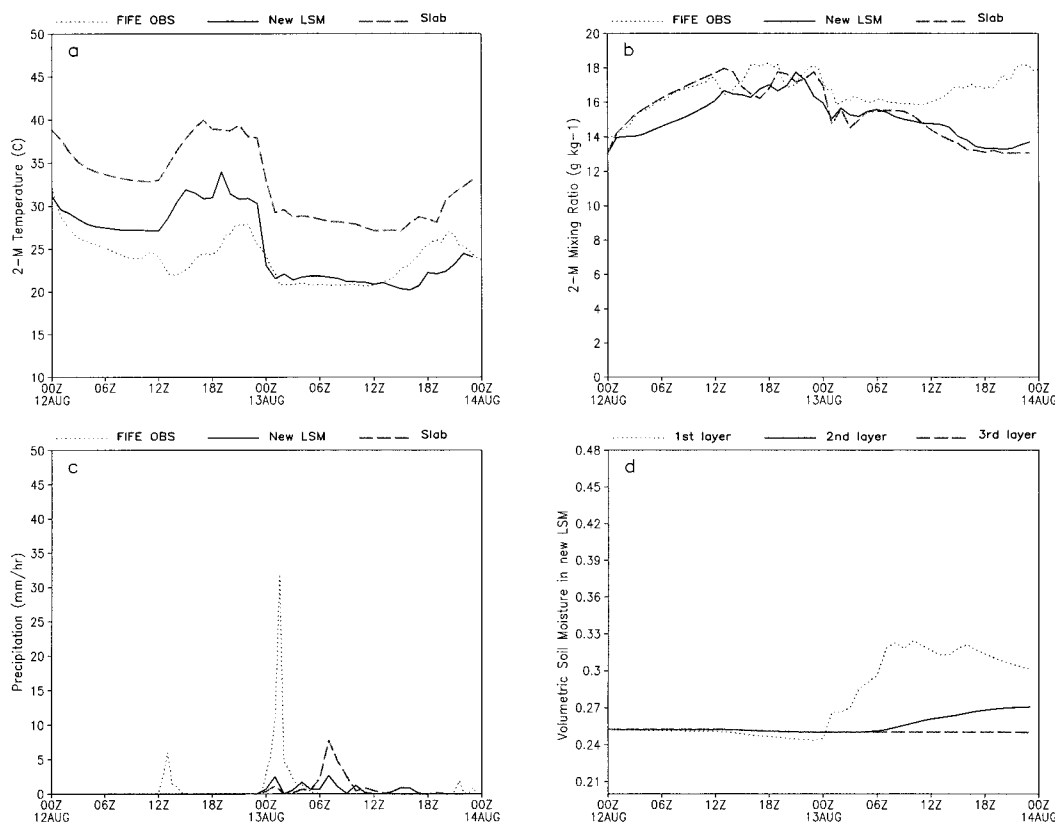 FIFE OBS New LSM Slab
a
50
45
40
35
30
25
20
15
10
2-M Temperature (C)
00Z 06Z 12Z 18Z 00Z 06Z 12Z 18Z 00Z
12AUG 13AUG 14AUG
FIFE OBS New LSM Slab
b
20
18
16
14
12
10
8
6
4
2
0
2-M Mixing Ratio (g kg-1)
00Z 06Z 12Z 18Z 00Z 06Z 12Z 18Z 00Z
12AUG 13AUG 14AUG
FIFE OBS New LSM Slab
c
50
45
40
35
30
25
20
15
10
5
0
Precipitation (mm/hr)
00Z 06Z 12Z 18Z 00Z 06Z 12Z 18Z 00Z
12AUG 13AUG 14AUG
1st layer 2nd layer 3rd layer
d
0.48
0.45
0.42
0.39
0.36
0.33
0.3
0.27
0.24
0.21
Volumetric Soil Moisture in new LSM
00Z 06Z 12Z 18Z 00Z 06Z 12Z 18Z 00Z
12AUG 13AUG 14AUG